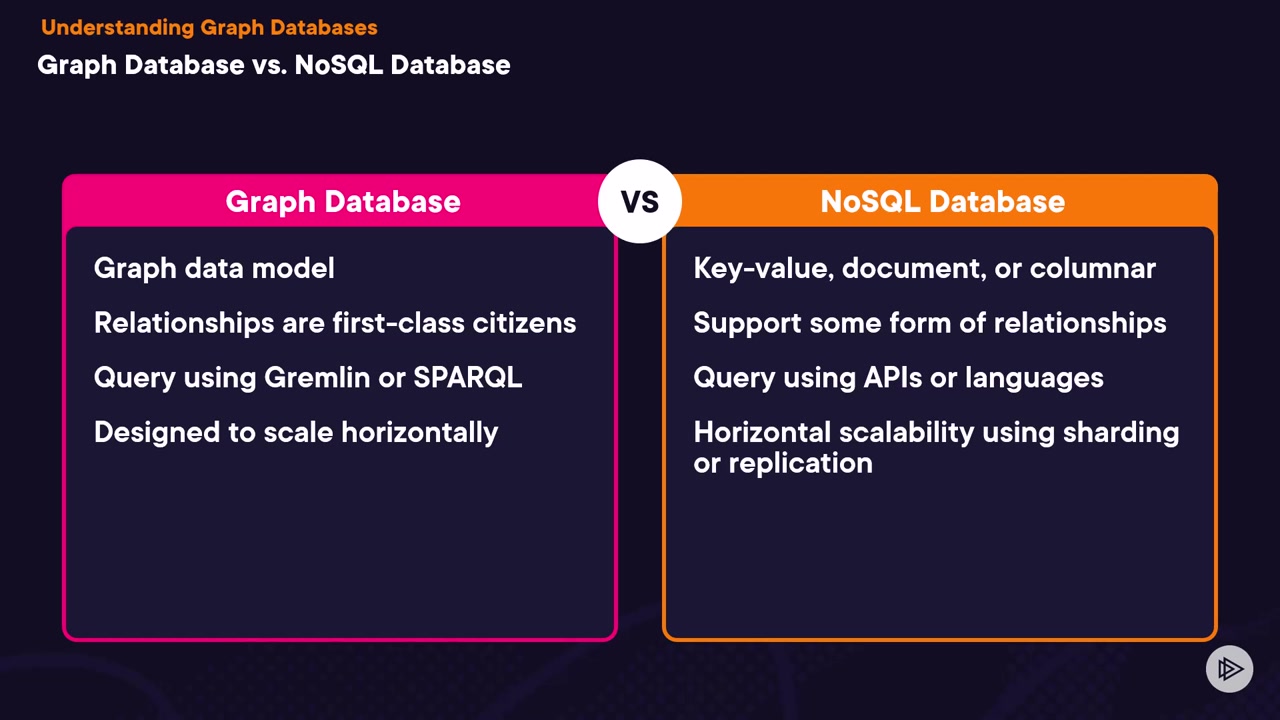 Understanding Graph Databases
Graph Database vs. NoSQL Database
Graph Database
VS
NoSQL Database
Graph data model
Relationships are first-class citizens
Query using Gremlin or SPARQL
Designed to scale horizontally
Key-value, document, or columnar
Support some form of relationships
Query using APIs or languages
Horizontal scalability using sharding
or replication